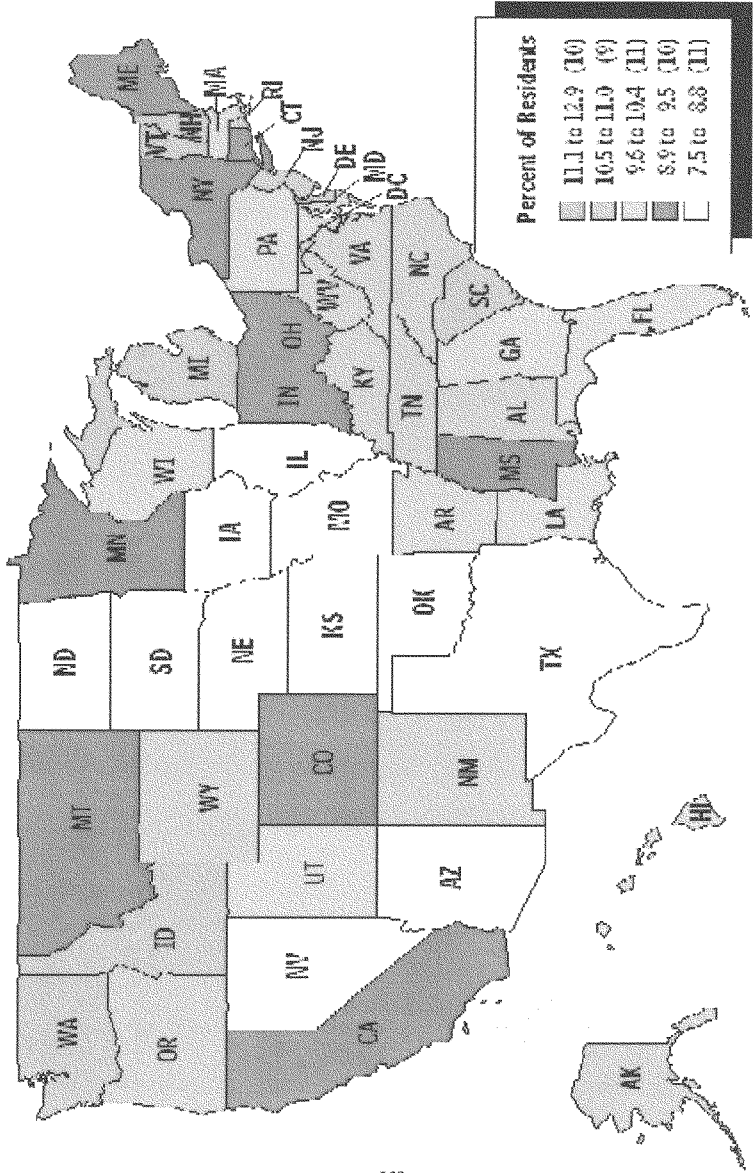 WA
OR
CA
NV
ID
MT
WY
UT
AZ
CO
NM
ND
SD
NE
KS
OK
TX
MN
IA
MO
AR
LA
WI
IL
MS
MI
IN
OH
KY
TN
AL
GA
FL
SC
NC
VA
WV
PA
NY
VT
NH
ME
MA
RI
CT
NJ
DE
MD
DC
AK
HI
Percent of Residents
11.1 to 12.9 (10)
10.5 to 11.0 (9)
9.6 to 10.4 (11)
8.9 to 9.5 (10)
7.5 to 8.8 (11)